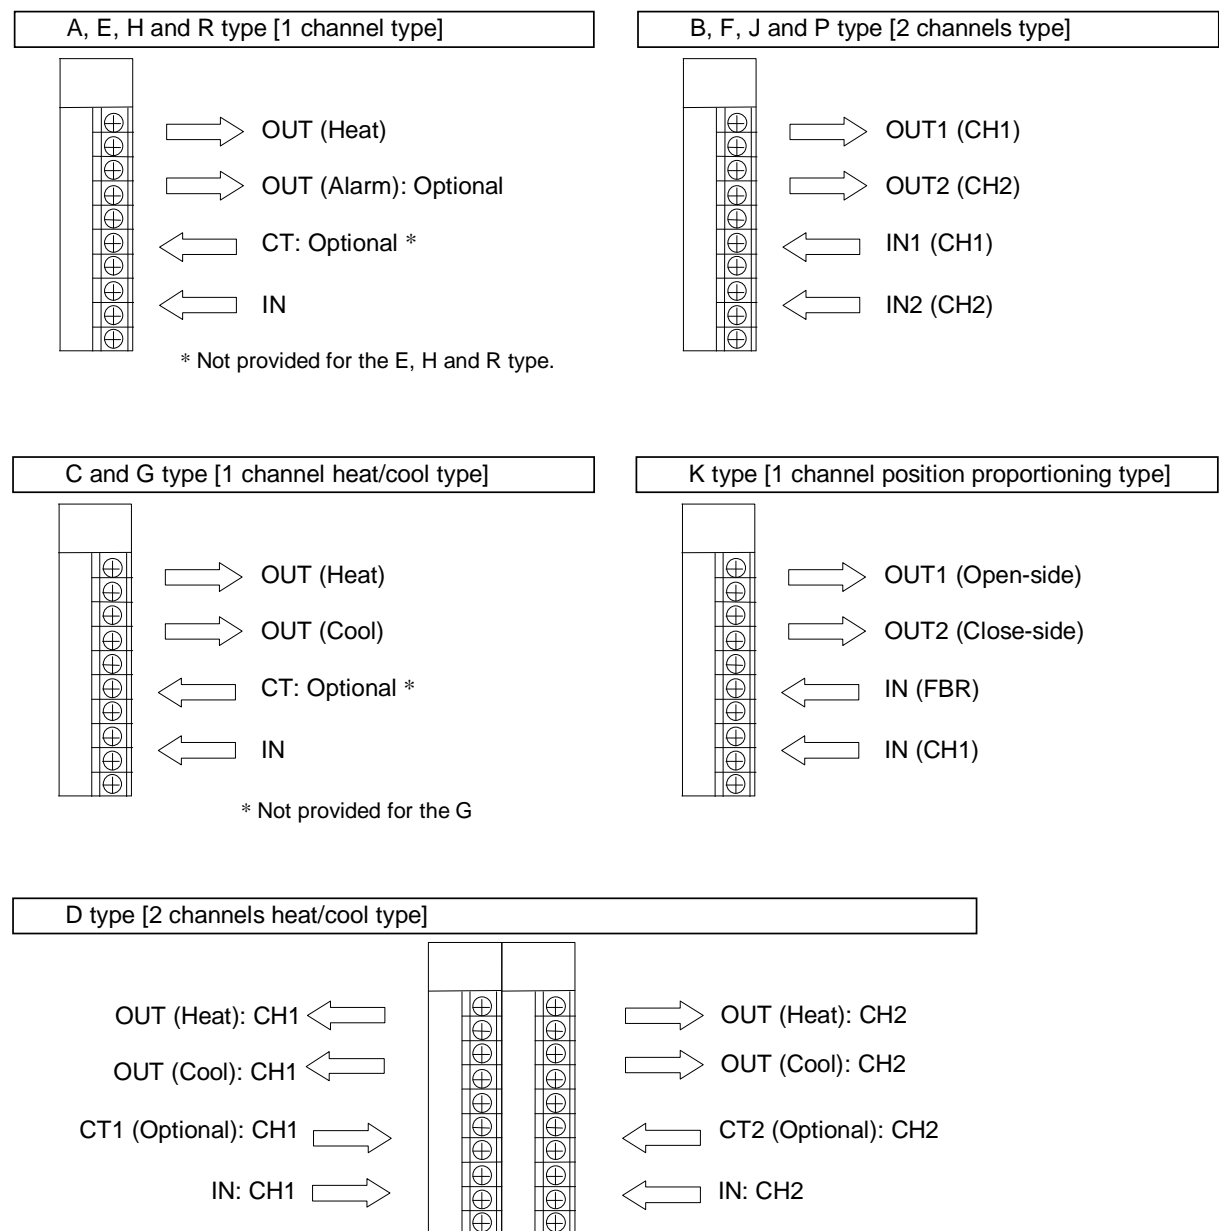 A, E, H and R type [1 channel type]
OUT (Heat)
OUT (Alarm): Optional
CT: Optional *
IN
* Not provided for the E, H and R type.
B, F, J and P type [2 channels type]
OUT1 (CH1)
OUT2 (CH2)
IN1 (CH1)
IN2 (CH2)
C and G type [1 channel heat/cool type]
OUT (Heat)
OUT (Cool)
CT: Optional *
IN
* Not provided for the G
K type [1 channel position proportioning type]
OUT1 (Open-side)
OUT2 (Close-side)
IN (FBR)
IN (CH1)
D type [2 channels heat/cool type]
OUT (Heat): CH1
OUT (Cool): CH1
CT1 (Optional): CH1
IN: CH1
OUT (Heat): CH2
OUT (Cool): CH2
CT2 (Optional): CH2
IN: CH2